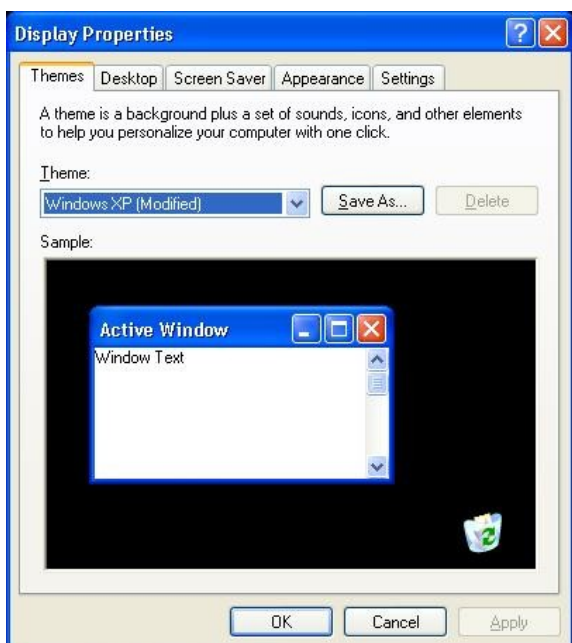 Display Properties
?
Themes Desktop Screen Saver Appearance Settings
A theme is a background plus a set of sounds, icons, and other elements
to help you personalize your computer with one click.
Theme:
Windows XP (Modified) Save As... Delete
Sample:
Active Window
Window Text
OK Cancel Apply